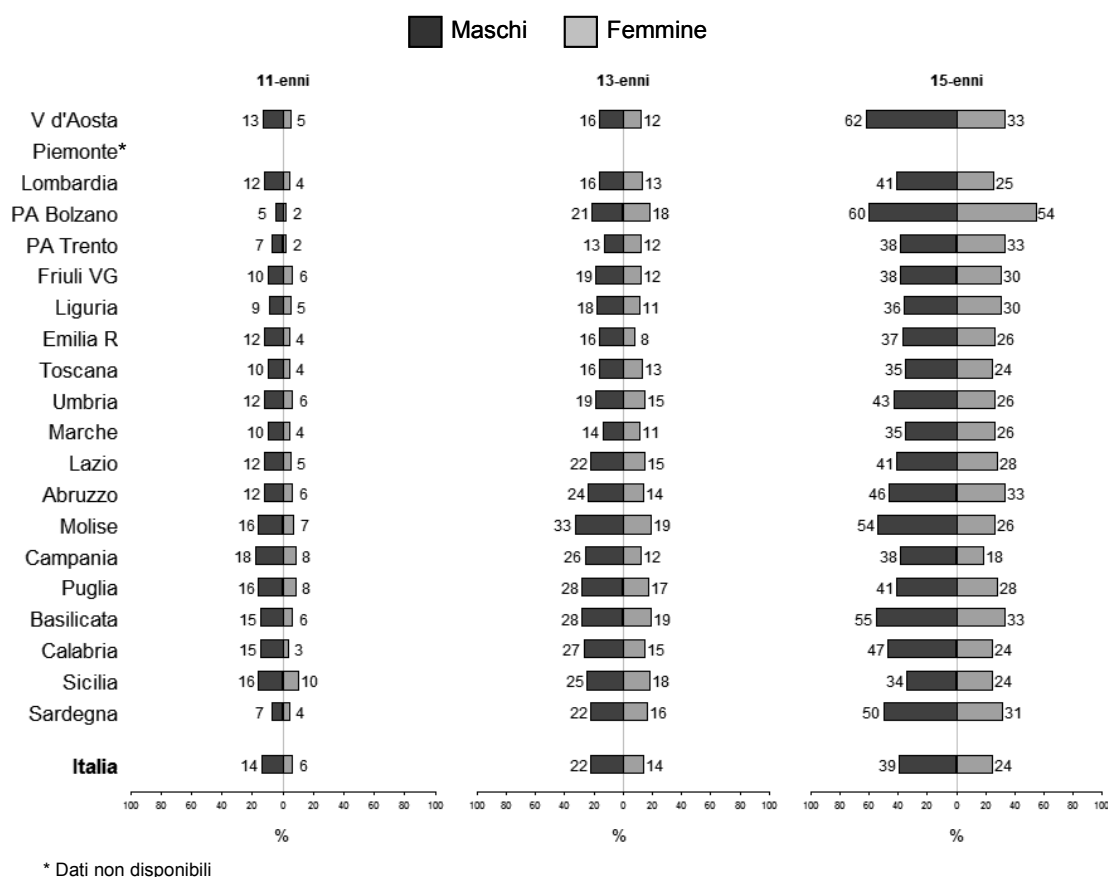 Maschi Femmine
11-enni 13-enni 15-enni
V d'Aosta 13 5 16 12 62 33
Piemonte*
Lombardia 12 4 16 13 41 25
PA Bolzano 5 2 21 18 60 54
PA Trento 7 2 13 12 38 33
Friuli VG 10 6 19 12 38 30
Liguria 9 5 18 11 36 30
Emilia R 12 4 16 8 37 26
Toscana 10 4 16 13 35 24
Umbria 12 6 19 15 43 26
Marche 10 4 14 11 35 26
Lazio 12 5 22 15 41 28
Abruzzo 12 6 24 14 46 33
Molise 16 7 33 19 54 26
Campania 18 8 26 12 38 18
Puglia 16 8 28 17 41 28
Basilicata 15 6 28 19 55 33
Calabria 15 3 27 15 47 24
Sicilia 16 10 25 18 34 24
Sardegna 7 4 22 16 50 31
Italia 14 6 22 14 39 24
100 80 60 40 20 0 20 40 60 80 100 100 80 60 40 20 0 20 40 60 80 100 100 80 60 40 20 0 20 40 60 80 100
% % %
* Dati non disponibili